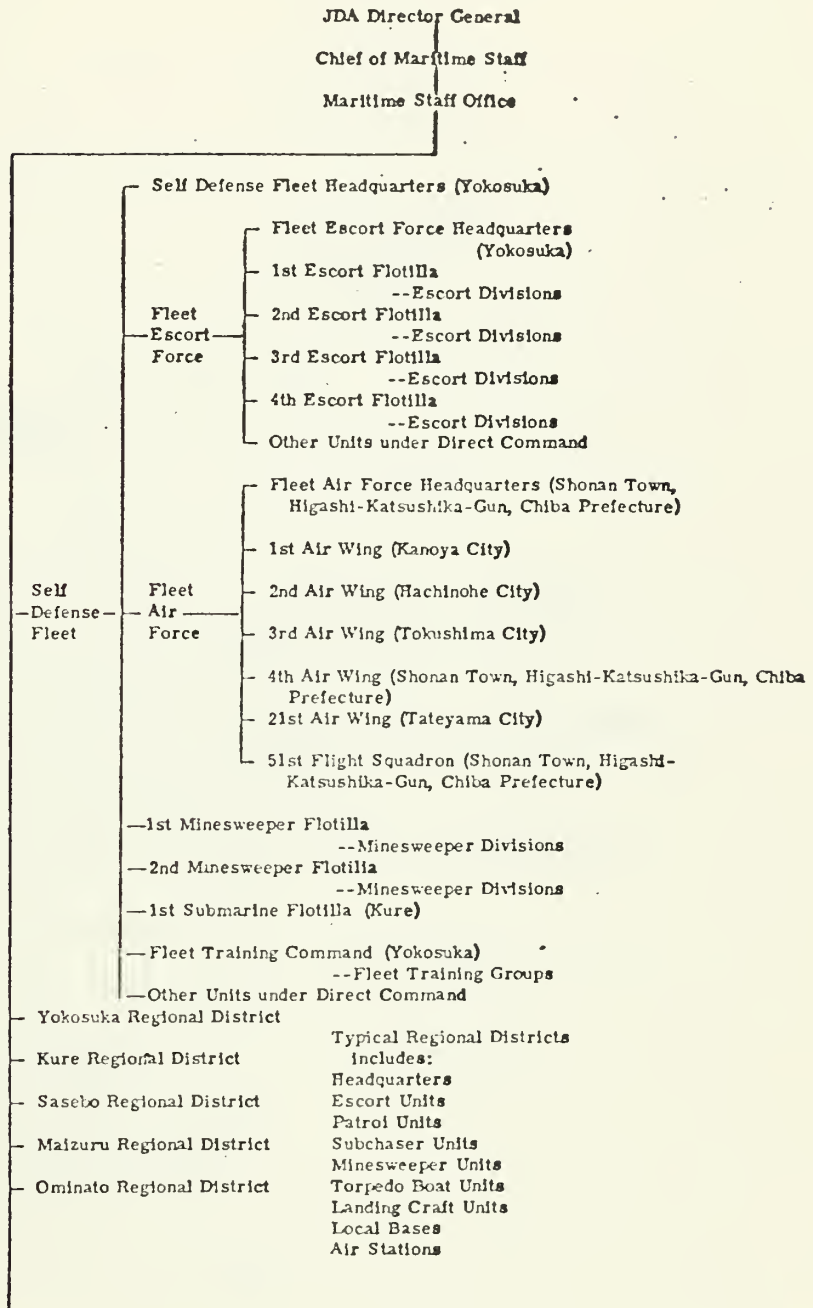 JDA Director General
Chief of Maritime Staff
Maritime Staff Office
Self Defense Fleet Headquarters (Yokosuka)
Fleet Escort Force Headquarters
(Yokosuka)
1st Escort Flotilla
--Escort Divisions
Fleet
Escort
Force
2nd Escort Flotilla
--Escort Divisions
3rd Escort Flotilla
--Escort Divisions
4th Escort Flotilla
--Escort Divisions
Other Units under Direct Command
Fleet Air Force Headquarters (Shonan Town,
Higashi-Katsushika-Gun, Chiba Prefecture)
1st Air Wing (Kanoya City)
Self
Defense
Fleet
Fleet
Air
Force
2nd Air Wing (Hachinohe City)
3rd Air Wing (Tokushima City)
4th Air Wing (Shonan Town, Higashi-Katsushika-Gun, Chiba
Prefecture)
21st Air Wing (Tateyama City)
51st Flight Squadron (Shonan Town, Higashi-
Katsushika-Gun, Chiba Prefecture)
1st Minesweeper Flotilla
--Minesweeper Divisions
2nd Minesweeper Flotilla
--Minesweeper Divisions
1st Submarine Flotilla (Kure)
Fleet Training Command (Yokosuka)
--Fleet Training Groups
Other Units under Direct Command
Yokosuka Regional District
Kure Regional District
Sasebo Regional District
Maizuru Regional District
Ominato Regional District
Typical Regional Districts
includes:
Headquarters
Escort Units
Patrol Units
Subchaser Units
Minesweeper Units
Torpedo Boat Units
Landing Craft Units
Local Bases
Air Stations